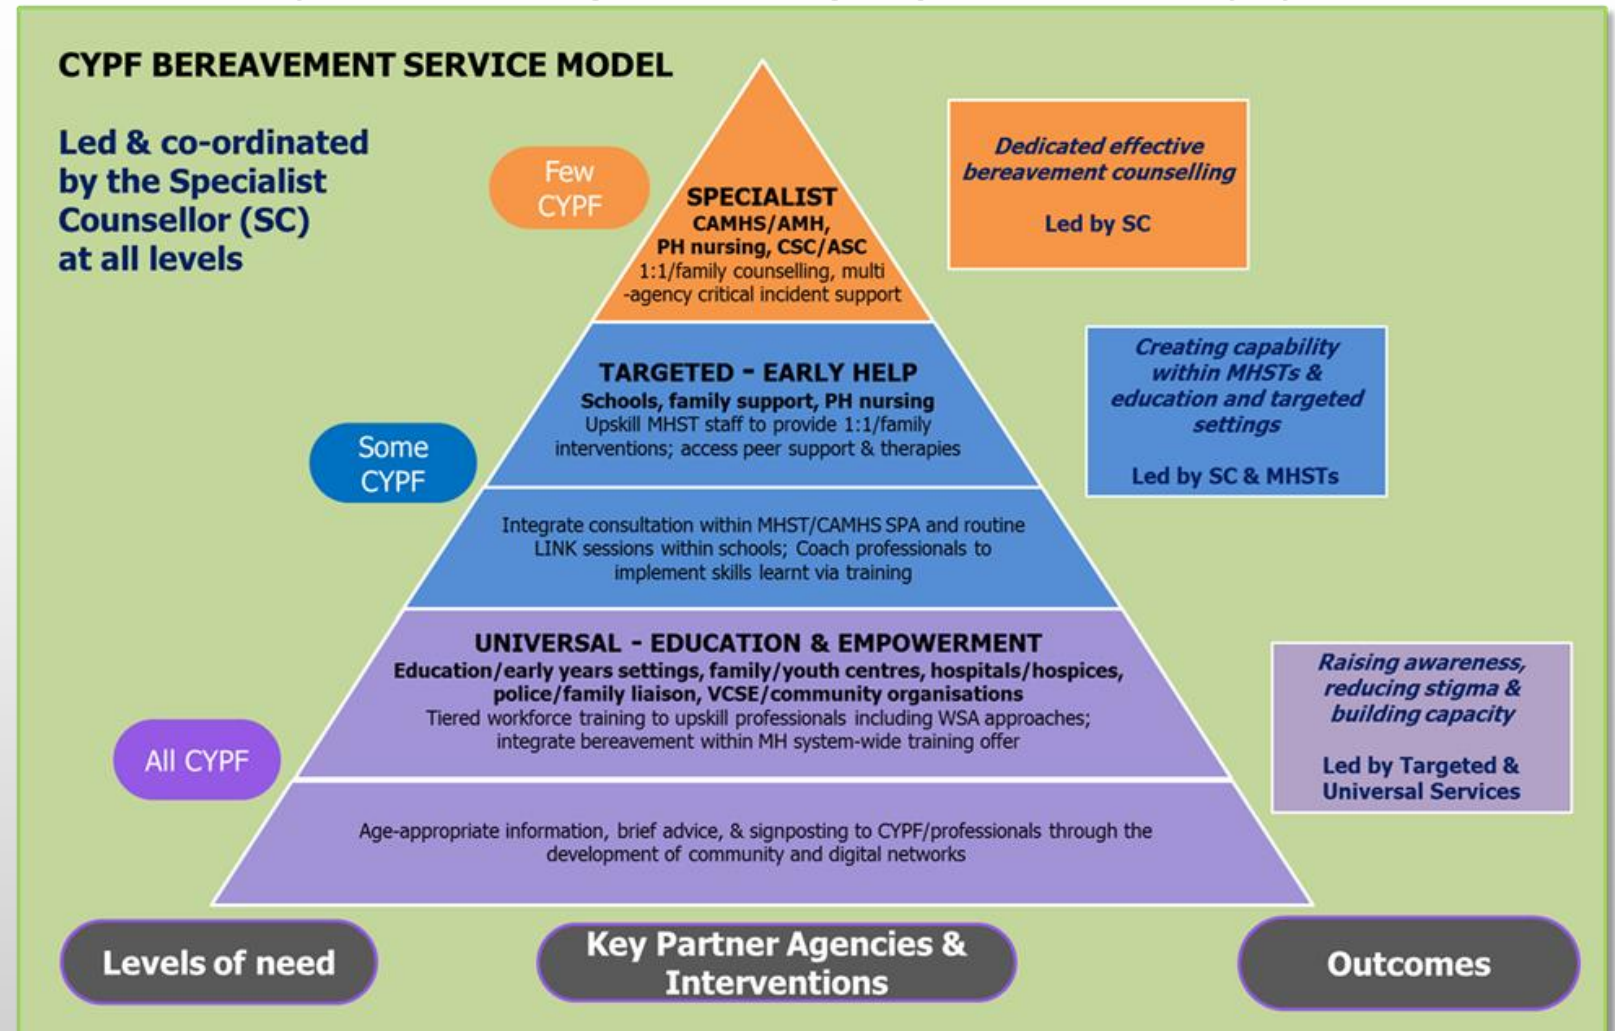 CYPF BEREAVEMENT SERVICE MODEL
Led & co-ordinated
by the Specialist
Counsellor (SC)
at all levels
Few
CYPF
SPECIALIST
CAMHS/AMH,
PH nursing, CSC/ASC
1:1/family counselling, multi
-agency critical incident support
Dedicated effective
bereavement counselling
Led by SC
Some
CYPF
TARGETED - EARLY HELP
Schools, family support, PH nursing
Upskill MHST staff to provide 1:1/family
interventions; access peer support & therapies
Integrate consultation within MHST/CAMHS SPA and routine
LINK sessions within schools; Coach professionals to
implement skills learnt via training
Creating capability
within MHSTs &
education and targeted
settings
Led by SC & MHSTs
All CYPF
UNIVERSAL - EDUCATION & EMPOWERMENT
Education/early years settings, family/youth centres, hospitals/hospices,
police/family liaison, VCSE/community organisations
Tiered workforce training to upskill professionals including WSA approaches;
integrate bereavement within MH system-wide training offer
Age-appropriate information, brief advice, & signposting to CYPF/professionals through the
development of community and digital networks
Raising awareness,
reducing stigma &
building capacity
Led by Targeted &
Universal Services
Levels of need
Key Partner Agencies &
Interventions
Outcomes